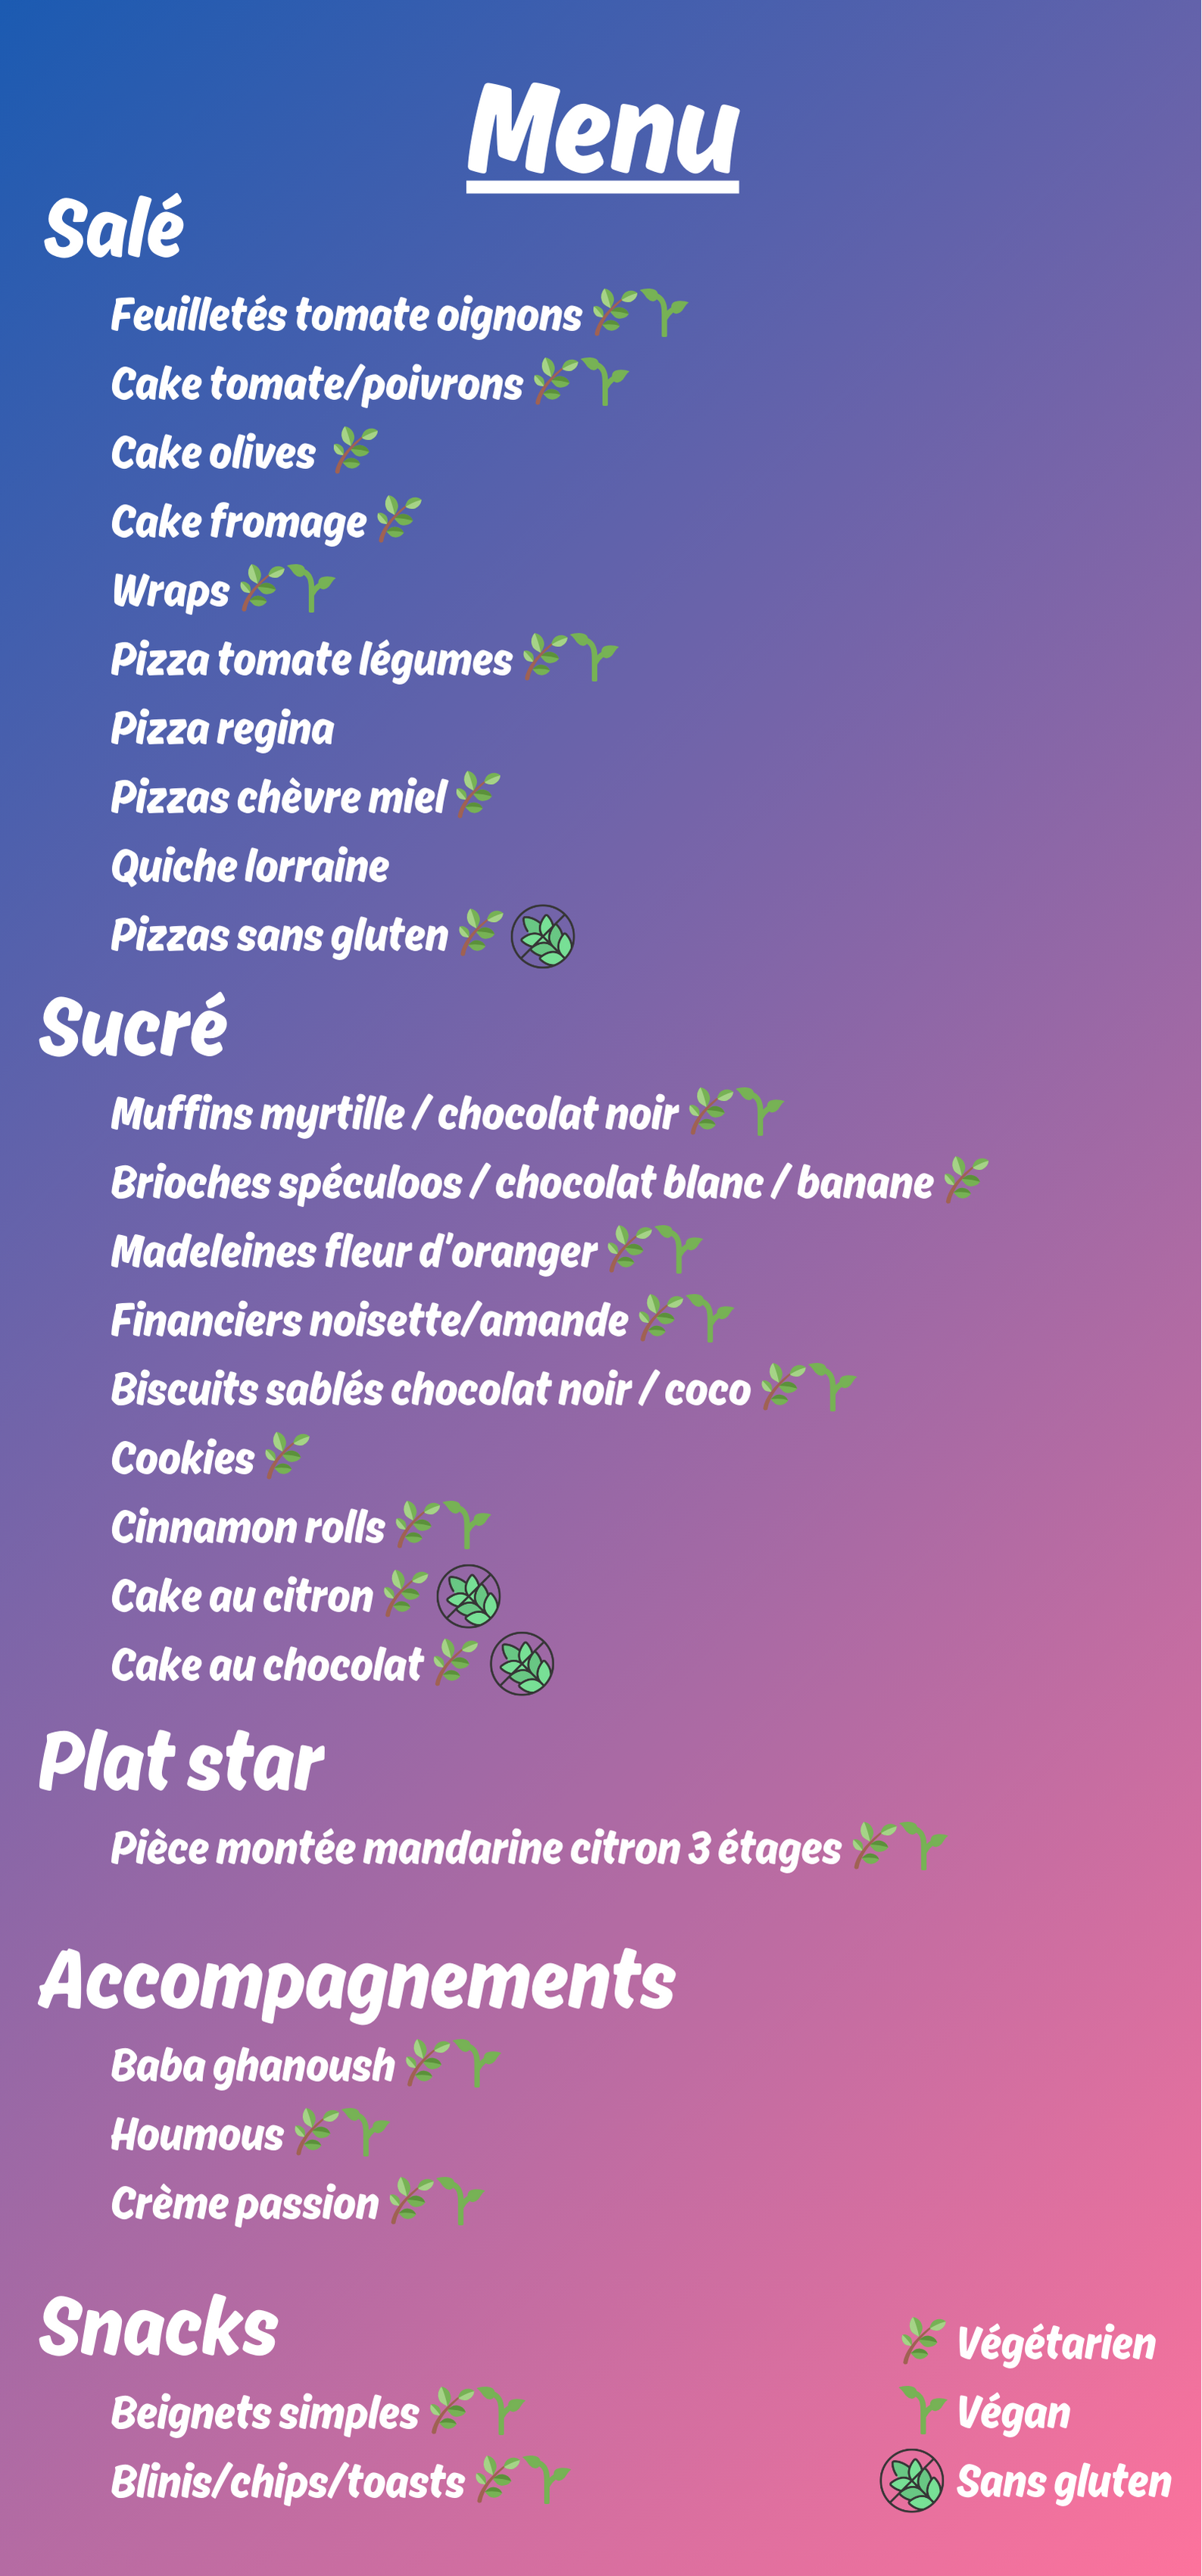 Menu
Salé
Feuilletés tomate oignons
Cake tomate/poivrons
Cake olives
Cake fromage
Wraps
Pizza tomate légumes
Pizza regina
Pizzas chèvre miel
Quiche lorraine
Pizzas sans gluten
Sucré
Muffins myrtille / chocolat noir
Brioches spéculoos / chocolat blanc / banane
Madeleines fleur d'oranger
Financiers noisette/amande
Biscuits sablés chocolat noir / coco
Cookies
Cinnamon rolls
Cake au citron
Cake au chocolat
Plat star
Pièce montée mandarine citron 3 étages
Accompagnements
Baba ghanoush
Houmous
Crème passion
Snacks
Beignets simples
Blinis/chips/toasts
Végétarien
Végan
Sans gluten